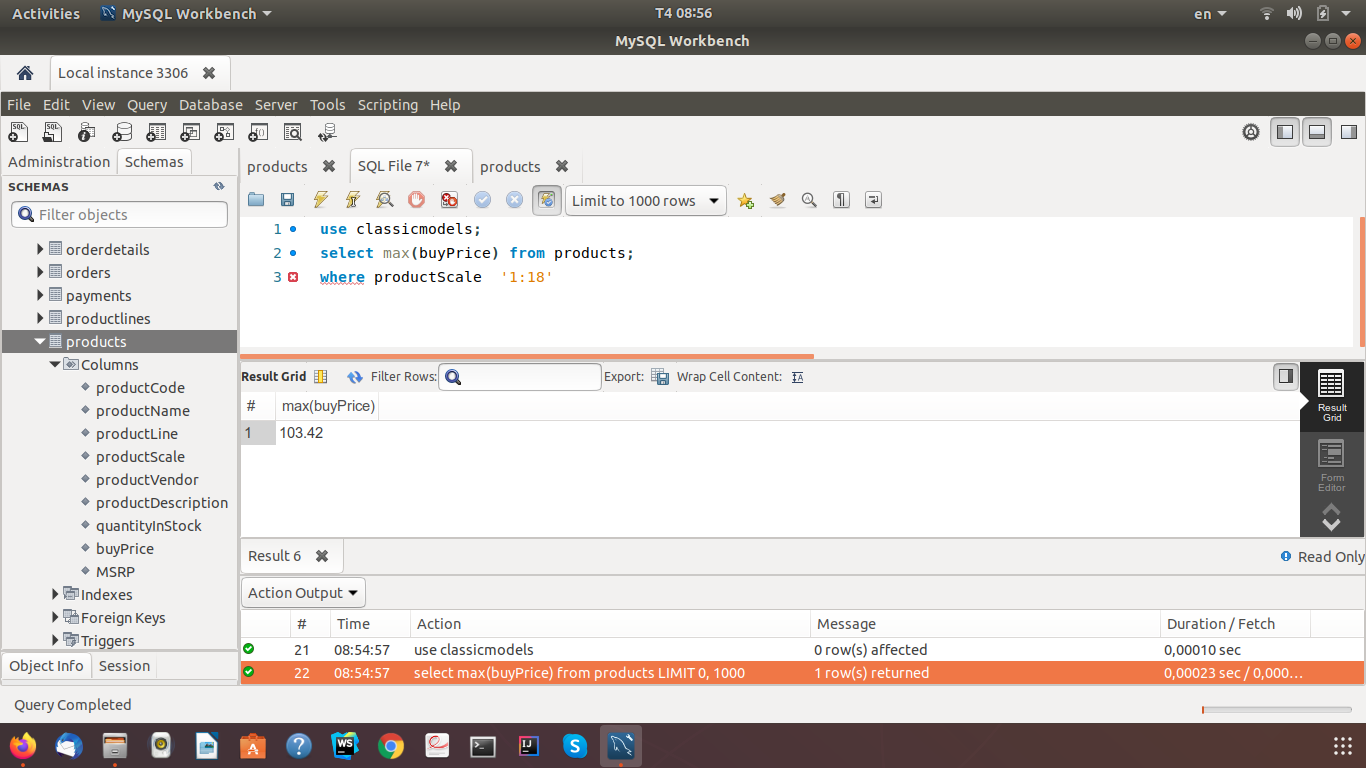 Activities MySQL Workbench T4 08:56 en
MySQL Workbench
Local instance 3306
File Edit View Query Database Server Tools Scripting Help
Administration Schemas
SCHEMAS
Filter objects
orderdetails
orders
payments
productlines
products
Columns
productCode
productName
productLine
productScale
productVendor
productDescription
quantityInStock
buyPrice
MSRP
Indexes
Foreign Keys
Triggers
Object Info Session
products SQL File 7* products
Limit to 1000 rows
1 use classicmodels;
2 select max(buyPrice) from products;
3 where productScale  '1:18'
Result Grid Filter Rows: Export: Wrap Cell Content:
# max(buyPrice)
1 103.42
Result
Grid
Form
Editor
Result 6 Read Only
Action Output
# Time Action Message Duration / Fetch
21 08:54:57 use classicmodels 0 row(s) affected 0,00010 sec
22 08:54:57 select max(buyPrice) from products LIMIT 0, 1000 1 row(s) returned 0,00023 sec / 0,000...
Query Completed